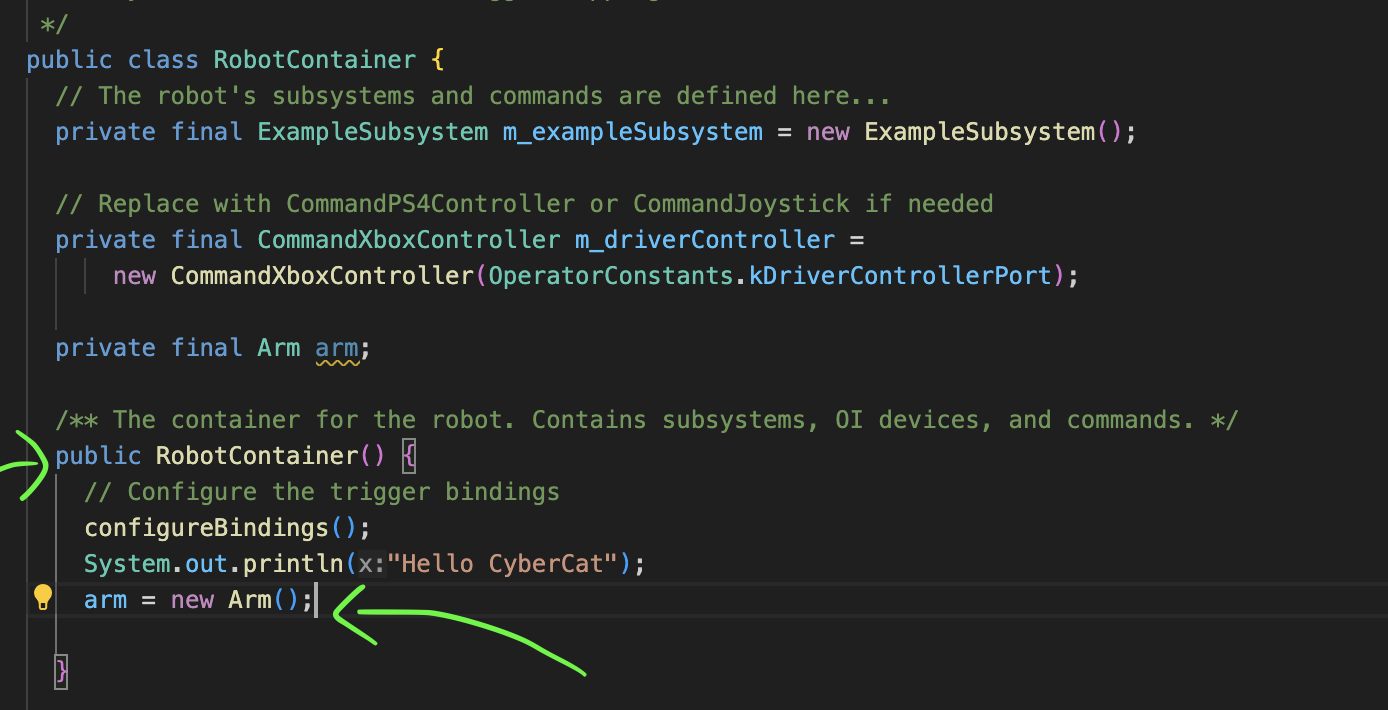 */
public class RobotContainer {
// The robot's subsystems and commands are defined here...
private final ExampleSubsystem m_exampleSubsystem = new ExampleSubsystem();
// Replace with CommandPS4Controller or CommandJoystick if needed
private final CommandXboxController m_driverController =
new CommandXboxController(OperatorConstants.kDriverControllerPort);
private final Arm arm;
/** The container for the robot. Contains subsystems, OI devices, and commands. */
public RobotContainer() {
// Configure the trigger bindings
configureBindings();
System.out.println(x:"Hello CyberCat");
arm = new Arm();
}